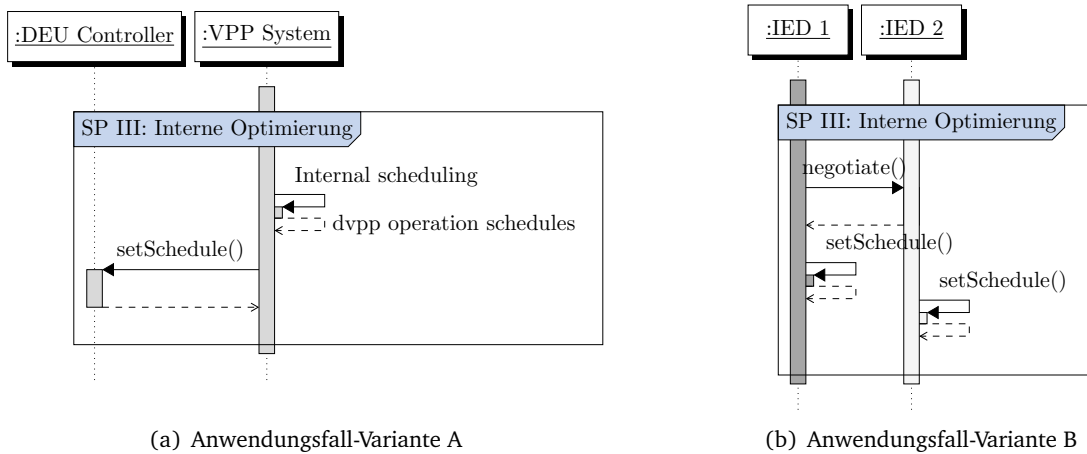 :DEU Controller
:VPP System
SP III: Interne Optimierung
Internal scheduling
dvpp operation schedules
setSchedule()
(a) Anwendungsfall-Variante A
:IED 1
:IED 2
SP III: Interne Optimierung
negotiate()
setSchedule()
setSchedule()
(b) Anwendungsfall-Variante B